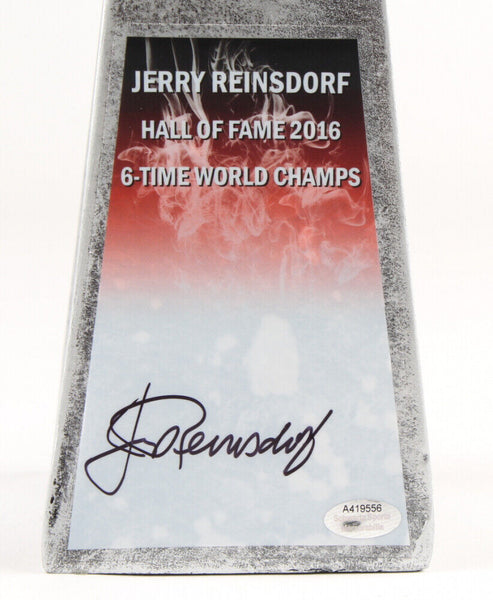 JERRY REINSDORF
HALL OF FAME 2016
6-TIME WORLD CHAMPS
J Reinsdorf
A419556